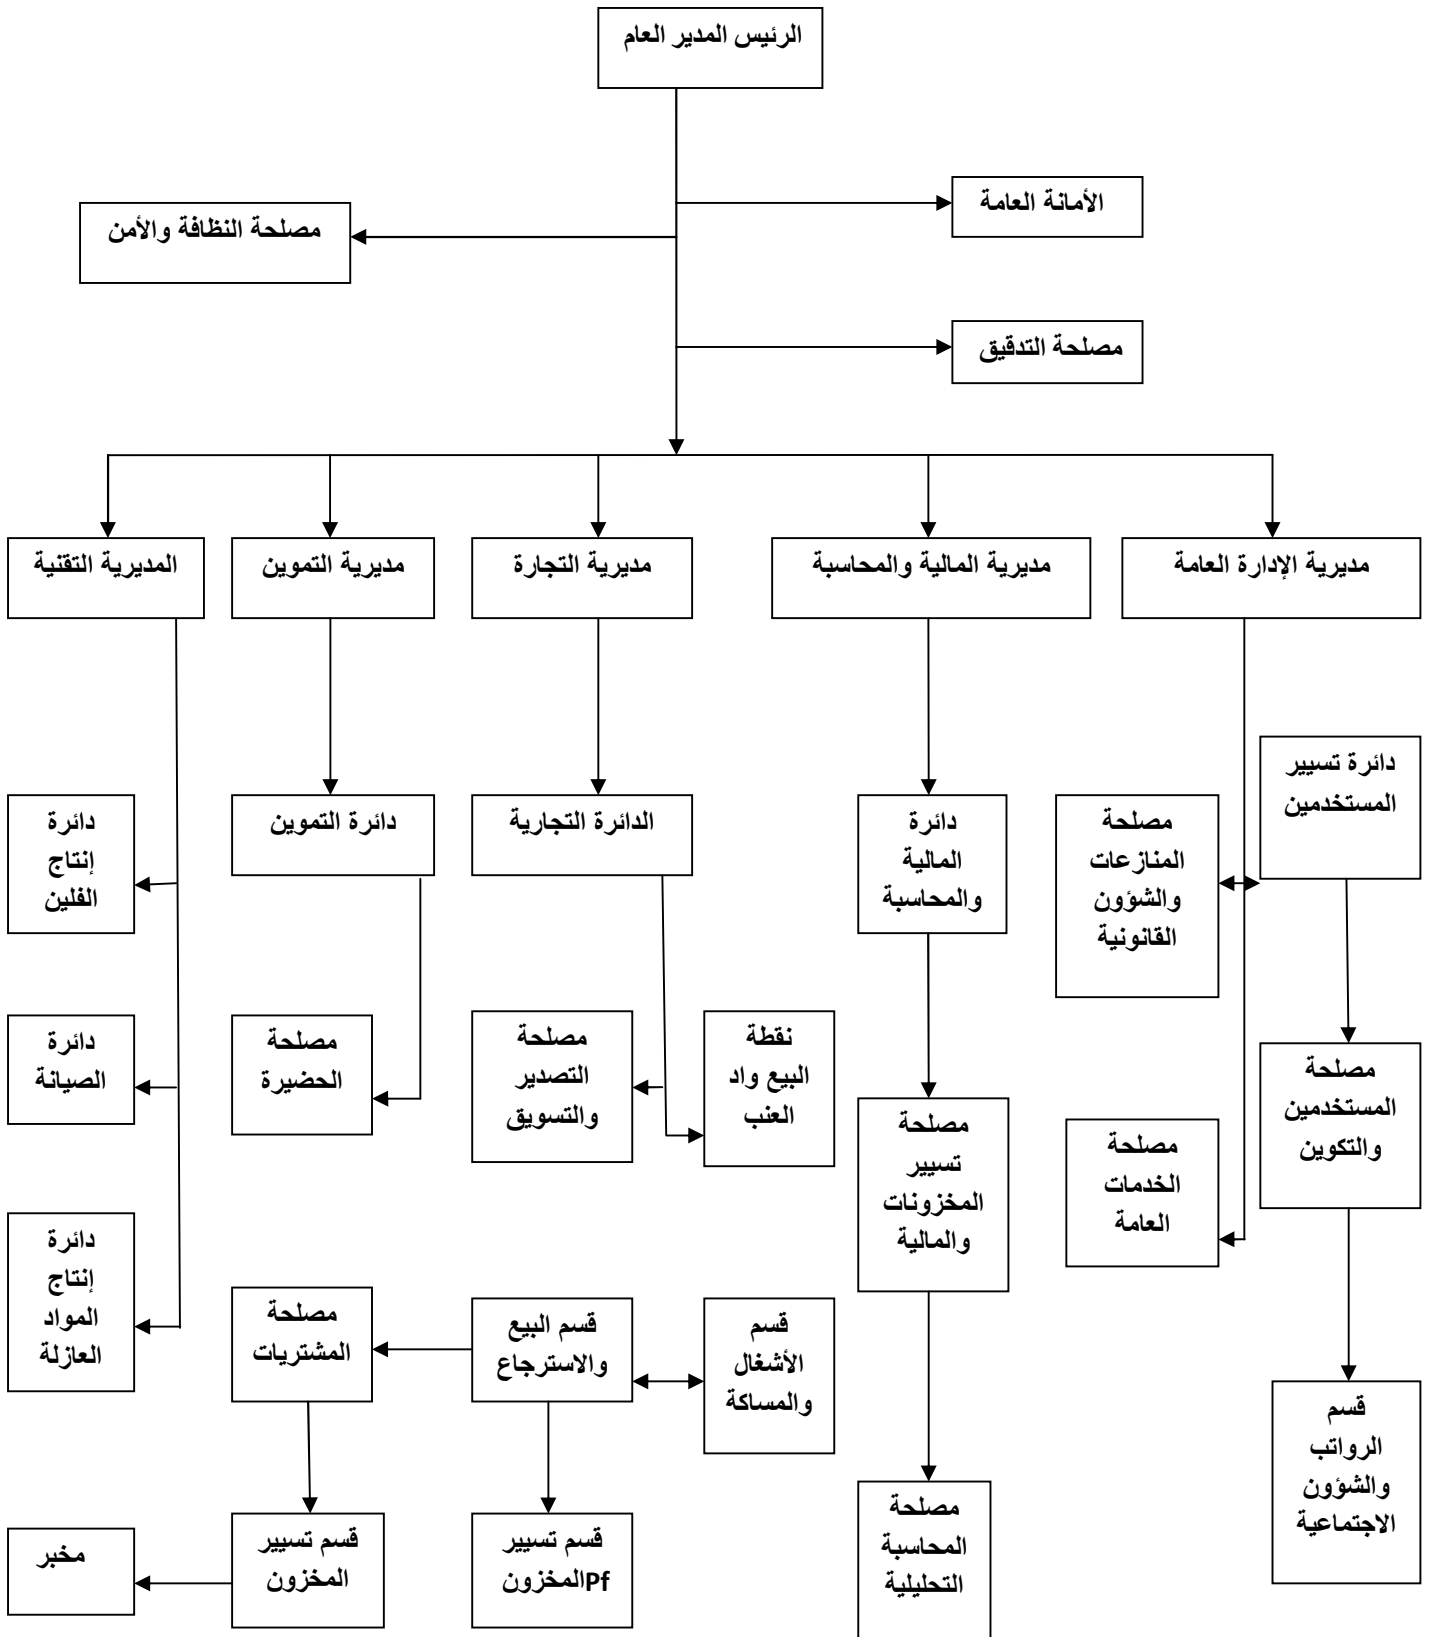 الرئيس المدير العام
الأمانة العامة
مصلحة النظافة والأمن
مصلحة التدقيق
مديرية الإدارة العامة
مديرية المالية والمحاسبة
مديرية التجارة
مديرية التموين
المديرية التقنية
دائرة تسيير
المستخدمين
مصلحة
المنازعات
والشؤون
القانونية
دائرة
المالية
والمحاسبة
الدائرة التجارية
دائرة التموين
دائرة
إنتاج
الفلين
مصلحة
المستخدمين
والتكوين
مصلحة
الخدمات
العامة
مصلحة
تسيير
المخزونات
والمالية
نقطة
البيع واد
العنب
مصلحة
التصدير
والتسويق
مصلحة
الحضيرة
دائرة
الصيانة
دائرة
إنتاج
المواد
العازلة
قسم
الأشغال
والمساكة
قسم البيع
والاسترجاع
مصلحة
المشتريات
قسم
الرواتب
والشؤون
الاجتماعية
مصلحة
المحاسبة
التحليلية
قسم تسيير
المخزونPf
قسم تسيير
المخزون
مخبر